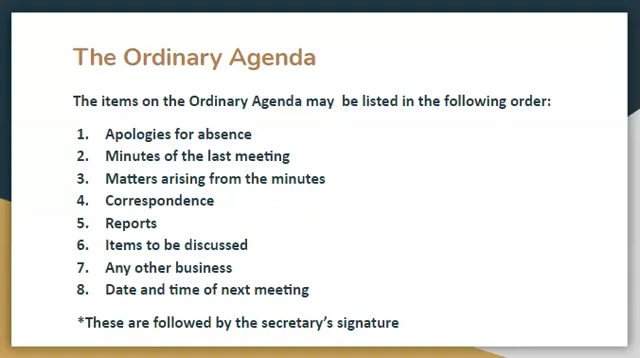 The Ordinary Agenda
The items on the Ordinary Agenda may be listed in the following order:
1. Apologies for absence
2. Minutes of the last meeting
3. Matters arising from the minutes
4. Correspondence
5. Reports
6. Items to be discussed
7. Any other business
8. Date and time of next meeting
*These are followed by the secretary's signature